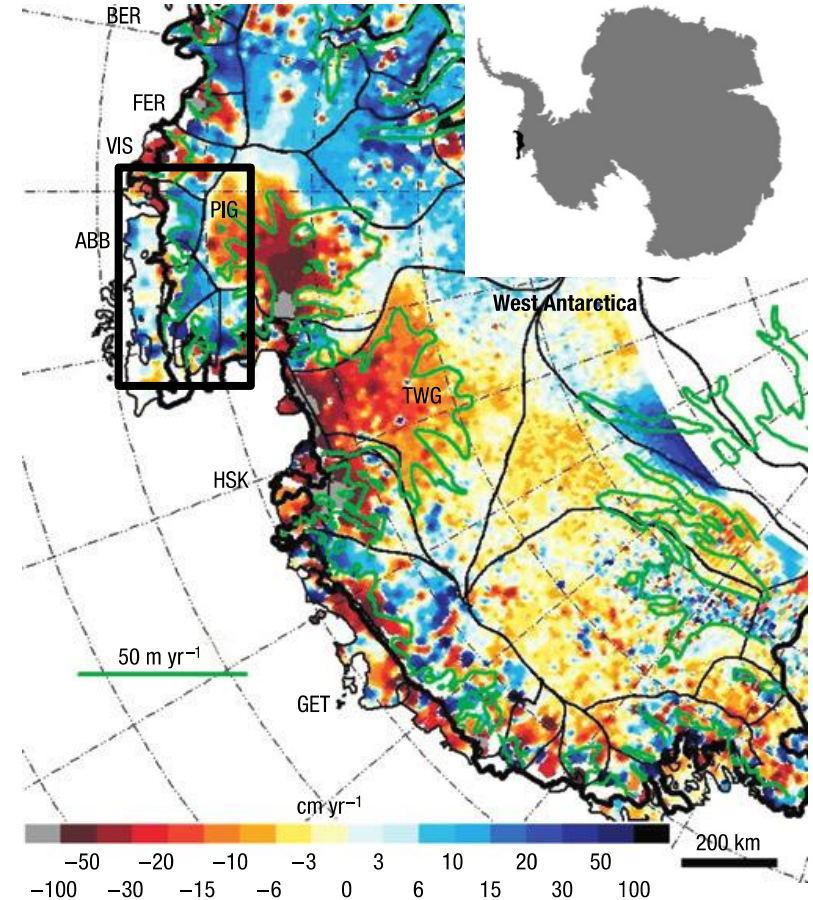 BER
FER
VIS
PIG
ABB
West Antarctica
TWG
HSK
50 m yr⁻¹
GET
cm yr⁻¹
200 km
−50 −20 −10 −3 3 10 20 50
−100 −30 −15 −6 0 6 15 30 100